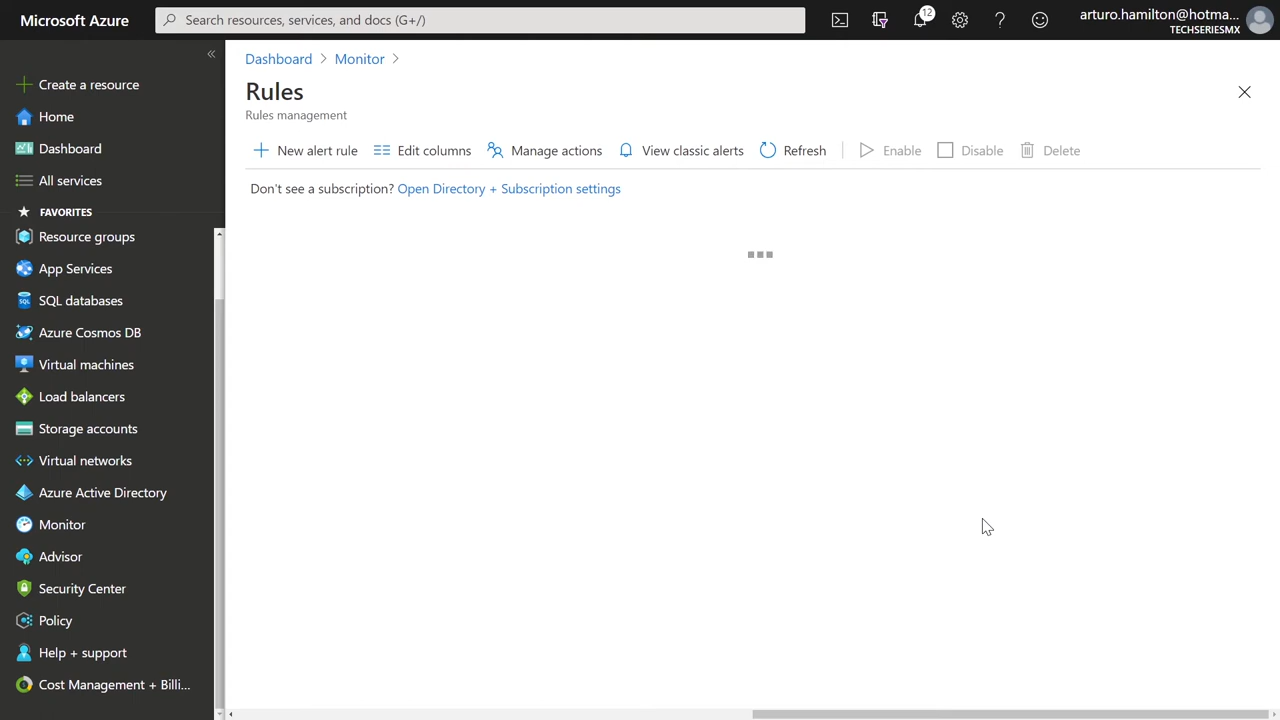 Microsoft Azure
Search resources, services, and docs (G+/)
12
arturo.hamilton@hotma...
TECHSERIESMX
Create a resource
Home
Dashboard
All services
FAVORITES
Resource groups
App Services
SQL databases
Azure Cosmos DB
Virtual machines
Load balancers
Storage accounts
Virtual networks
Azure Active Directory
Monitor
Advisor
Security Center
Policy
Help + support
Cost Management + Billi...
Dashboard > Monitor >
Rules
Rules management
New alert rule Edit columns Manage actions View classic alerts Refresh Enable Disable Delete
Don't see a subscription? Open Directory + Subscription settings